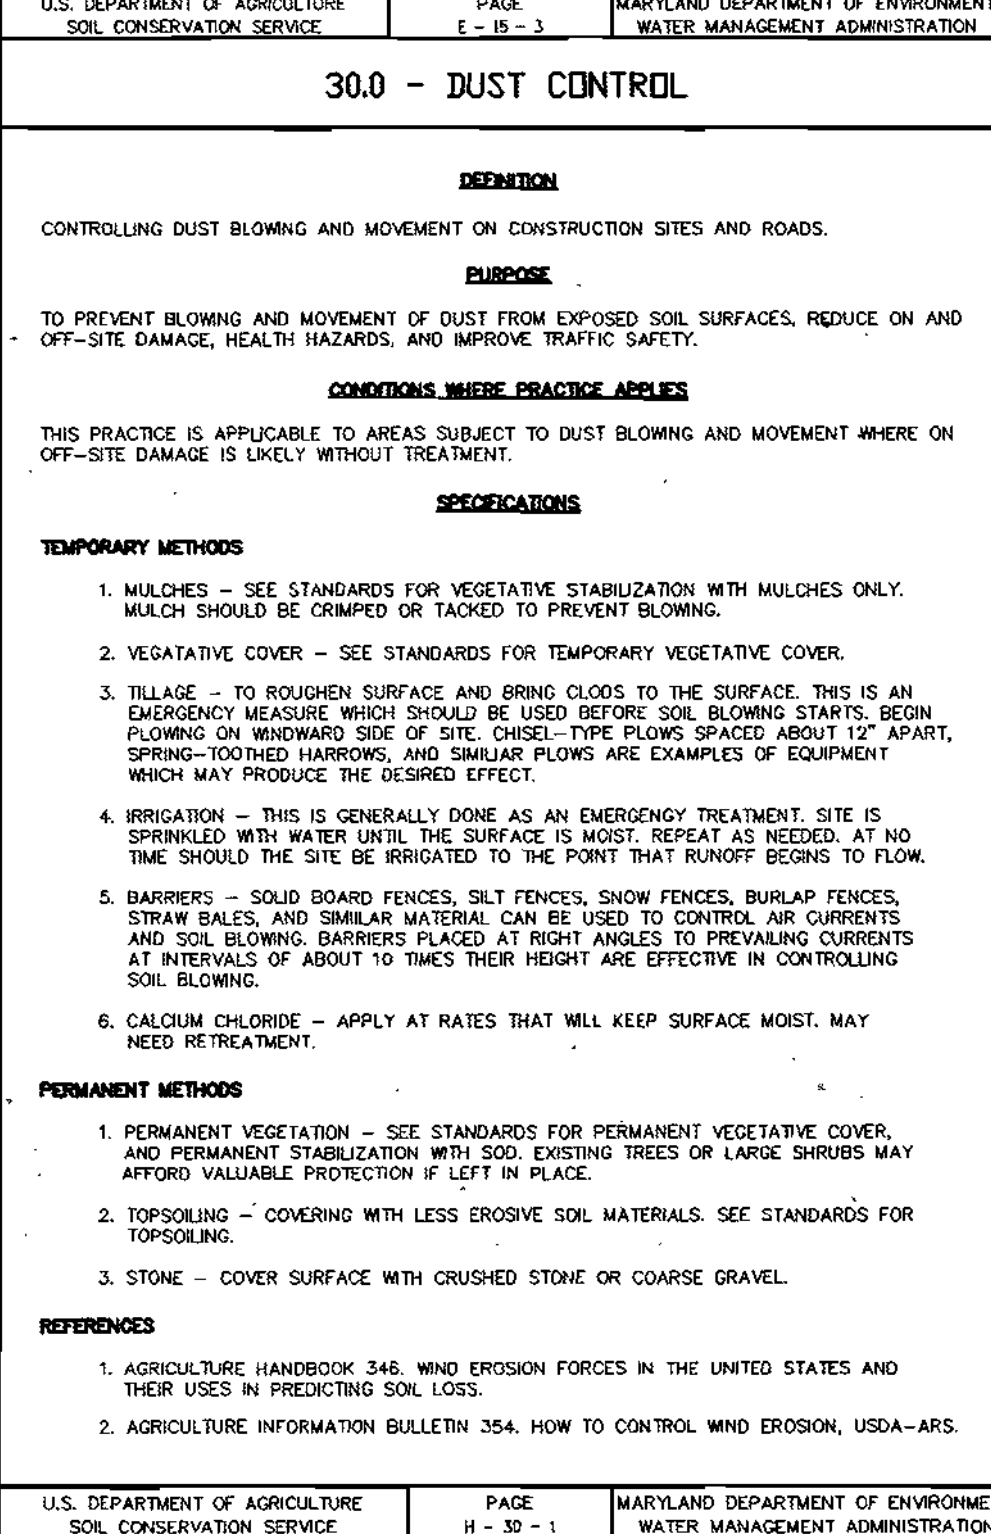 U.S. DEPARTMENT OF AGRICULTURE
SOIL CONSERVATION SERVICE
PAGE
E - 15 - 3
MARYLAND DEPARTMENT OF ENVIRONMENT
WATER MANAGEMENT ADMINISTRATION
30.0 - DUST CONTROL
DEFINITION
CONTROLLING DUST BLOWING AND MOVEMENT ON CONSTRUCTION SITES AND ROADS.
PURPOSE
TO PREVENT BLOWING AND MOVEMENT OF DUST FROM EXPOSED SOIL SURFACES, REDUCE ON AND
OFF-SITE DAMAGE, HEALTH HAZARDS, AND IMPROVE TRAFFIC SAFETY.
CONDITIONS WHERE PRACTICE APPLIES
THIS PRACTICE IS APPLICABLE TO AREAS SUBJECT TO DUST BLOWING AND MOVEMENT WHERE ON
OFF-SITE DAMAGE IS LIKELY WITHOUT TREATMENT.
SPECIFICATIONS
TEMPORARY METHODS
1. MULCHES - SEE STANDARDS FOR VEGETATIVE STABILIZATION WITH MULCHES ONLY.
MULCH SHOULD BE CRIMPED OR TACKED TO PREVENT BLOWING.
2. VEGATATIVE COVER - SEE STANDARDS FOR TEMPORARY VEGETATIVE COVER.
3. TILLAGE - TO ROUGHEN SURFACE AND BRING CLODS TO THE SURFACE. THIS IS AN
EMERGENCY MEASURE WHICH SHOULD BE USED BEFORE SOIL BLOWING STARTS. BEGIN
PLOWING ON WINDWARD SIDE OF SITE. CHISEL-TYPE PLOWS SPACED ABOUT 12" APART,
SPRING-TOOTHED HARROWS, AND SIMILIAR PLOWS ARE EXAMPLES OF EQUIPMENT
WHICH MAY PRODUCE THE DESIRED EFFECT.
4. IRRIGATION - THIS IS GENERALLY DONE AS AN EMERGENCY TREATMENT. SITE IS
SPRINKLED WITH WATER UNTIL THE SURFACE IS MOIST. REPEAT AS NEEDED. AT NO
TIME SHOULD THE SITE BE IRRIGATED TO THE POINT THAT RUNOFF BEGINS TO FLOW.
5. BARRIERS - SOLID BOARD FENCES, SILT FENCES, SNOW FENCES, BURLAP FENCES,
STRAW BALES, AND SIMIILAR MATERIAL CAN BE USED TO CONTROL AIR CURRENTS
AND SOIL BLOWING. BARRIERS PLACED AT RIGHT ANGLES TO PREVAILING CURRENTS
AT INTERVALS OF ABOUT 10 TIMES THEIR HEIGHT ARE EFFECTIVE IN CONTROLLING
SOIL BLOWING.
6. CALCIUM CHLORIDE - APPLY AT RATES THAT WILL KEEP SURFACE MOIST. MAY
NEED RETREATMENT.
PERMANENT METHODS
1. PERMANENT VEGETATION - SEE STANDARDS FOR PERMANENT VEGETATIVE COVER,
AND PERMANENT STABILIZATION WITH SOD. EXISTING TREES OR LARGE SHRUBS MAY
AFFORD VALUABLE PROTECTION IF LEFT IN PLACE.
2. TOPSOILING - COVERING WITH LESS EROSIVE SOIL MATERIALS. SEE STANDARDS FOR
TOPSOILING.
3. STONE - COVER SURFACE WITH CRUSHED STONE OR COARSE GRAVEL.
REFERENCES
1. AGRICULTURE HANDBOOK 346. WIND EROSION FORCES IN THE UNITED STATES AND
THEIR USES IN PREDICTING SOIL LOSS.
2. AGRICULTURE INFORMATION BULLETIN 354. HOW TO CONTROL WIND EROSION, USDA-ARS.
U.S. DEPARTMENT OF AGRICULTURE
SOIL CONSERVATION SERVICE
PAGE
H - 30 - 1
MARYLAND DEPARTMENT OF ENVIRONME
WATER MANAGEMENT ADMINISTRATION